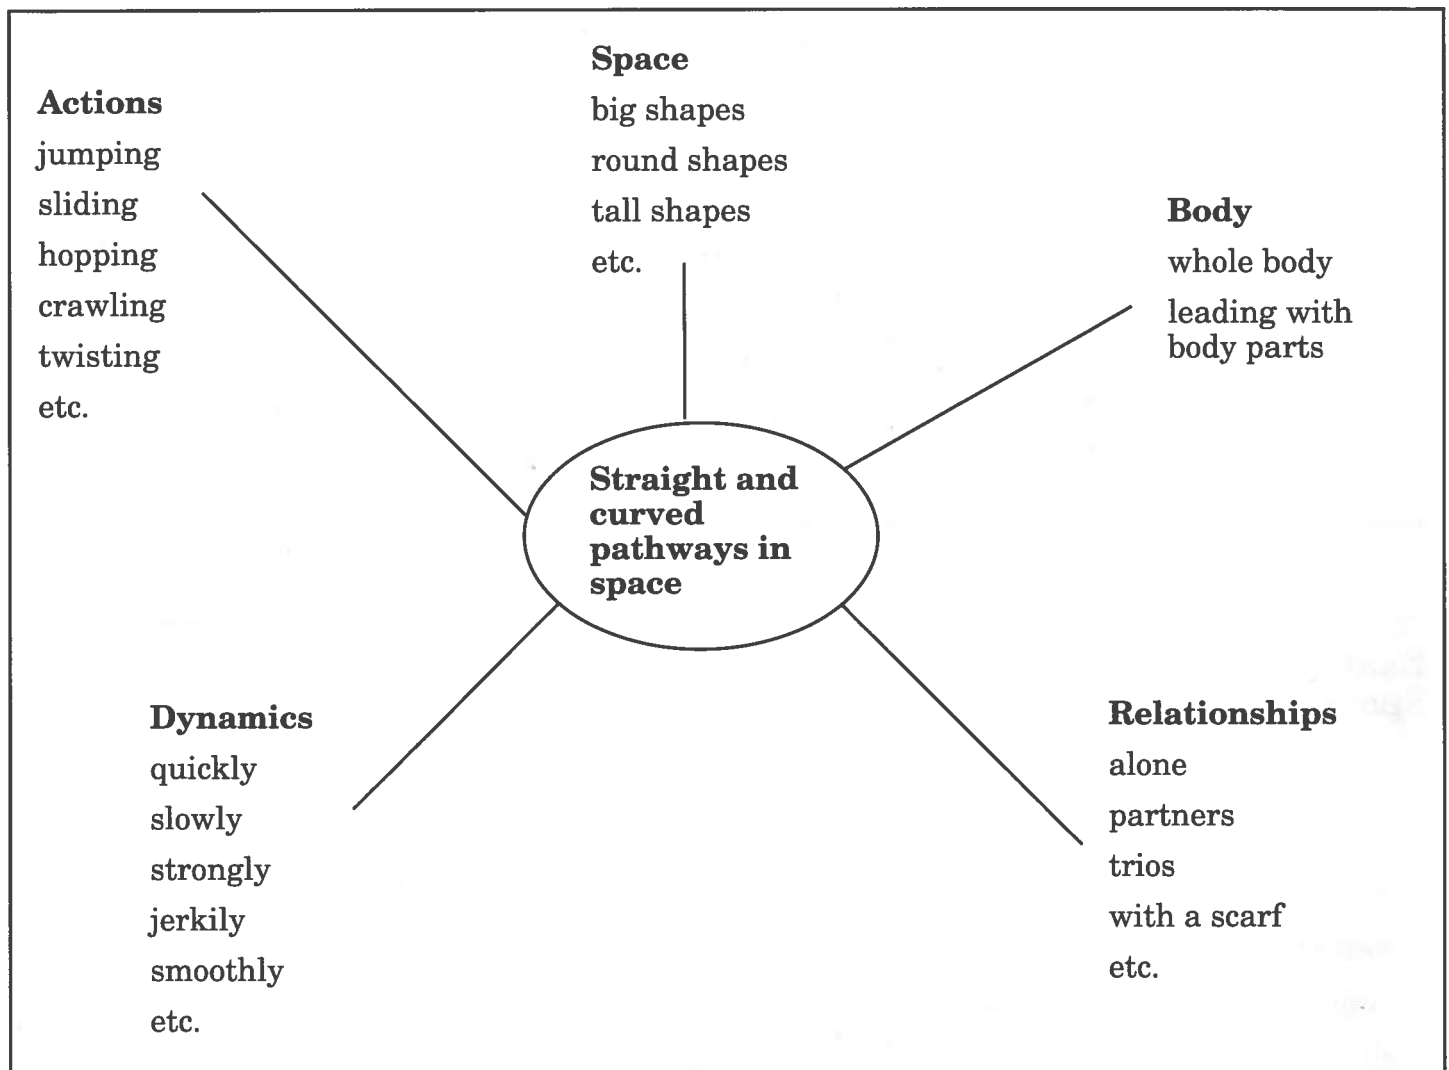 Actions
jumping
sliding
hopping
crawling
twisting
etc.
Space
big shapes
round shapes
tall shapes
etc.
Body
whole body
leading with
body parts
Straight and
curved
pathways in
space
Dynamics
quickly
slowly
strongly
jerkily
smoothly
etc.
Relationships
alone
partners
trios
with a scarf
etc.